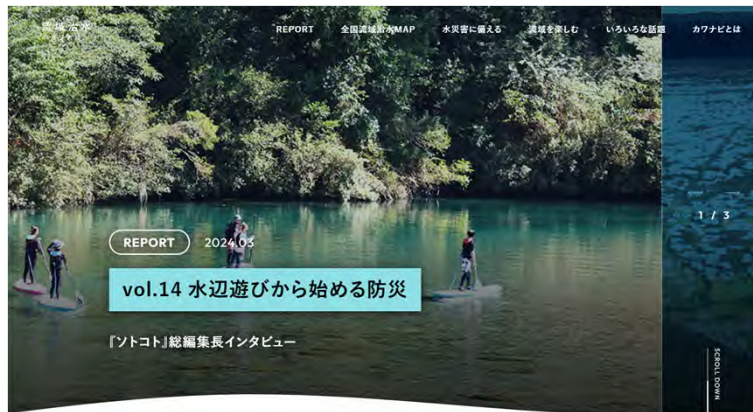 REPORT 全国流域治水MAP 水災害に備える 流域を楽しむ いろいろな話題 カワナビとは
1 / 3
REPORT 2024.03
vol.14 水辺遊びから始める防災
『ソトコト』総編集長インタビュー
SCROLL DOWN